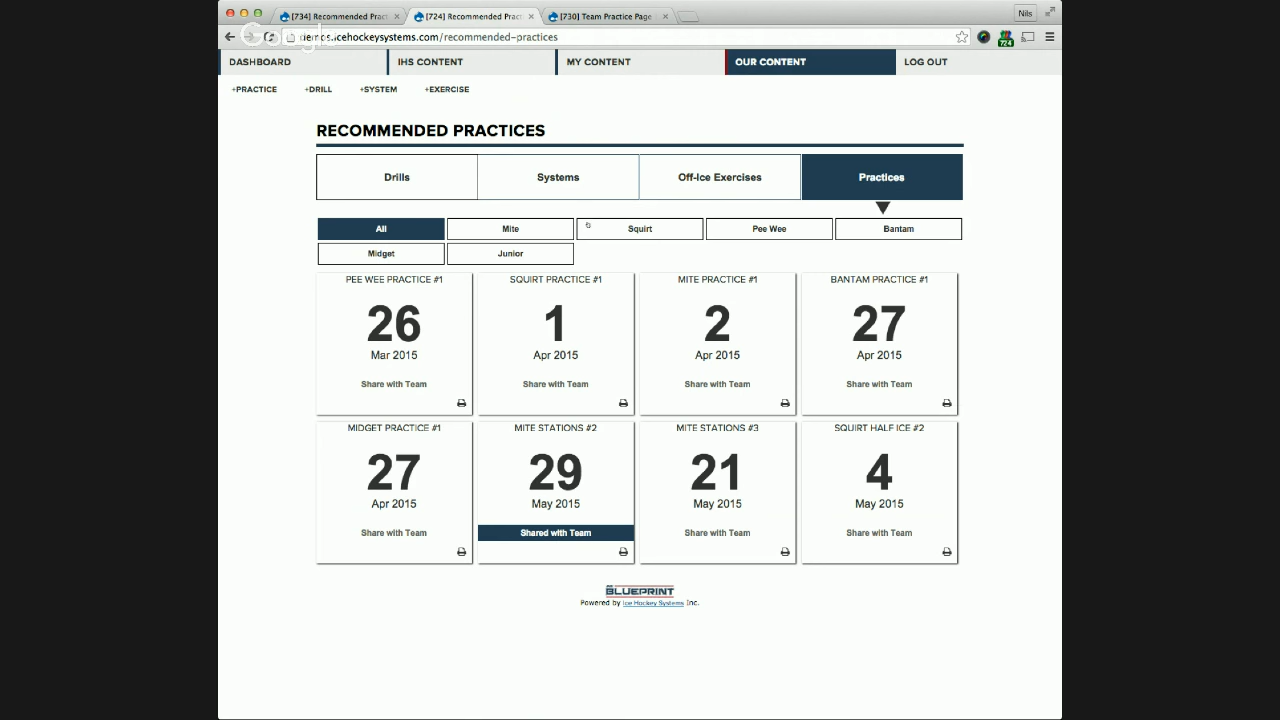 [734] Recommended Pract
[724] Recommended Pract
[730] Team Practice Page
Nils
Google
demos.icehockeysystems.com/recommended-practices
724
DASHBOARD
IHS CONTENT
MY CONTENT
OUR CONTENT
LOG OUT
+PRACTICE
+DRILL
+SYSTEM
+EXERCISE
RECOMMENDED PRACTICES
Drills
Systems
Off-Ice Exercises
Practices
All
Mite
Squirt
Pee Wee
Bantam
Midget
Junior
PEE WEE PRACTICE #1
26
Mar 2015
Share with Team
SQUIRT PRACTICE #1
1
Apr 2015
Share with Team
MITE PRACTICE #1
2
Apr 2015
Share with Team
BANTAM PRACTICE #1
27
Apr 2015
Share with Team
MIDGET PRACTICE #1
27
Apr 2015
Share with Team
MITE STATIONS #2
29
May 2015
Shared with Team
MITE STATIONS #3
21
May 2015
Share with Team
SQUIRT HALF ICE #2
4
May 2015
Share with Team
BLUEPRINT
Powered by Ice Hockey Systems Inc.